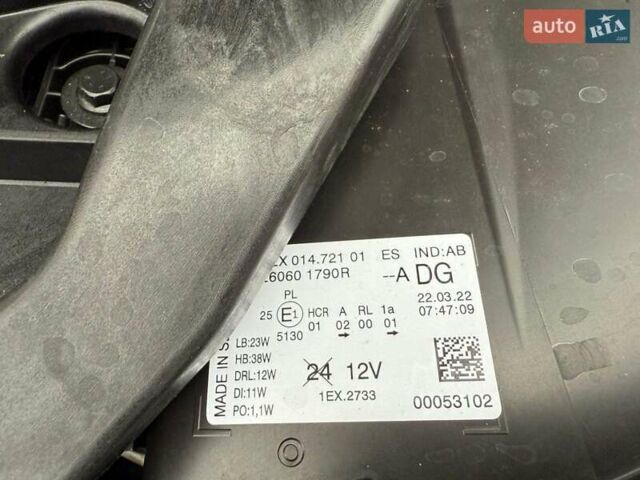 auto RIA.com
X 014.721 01 ES IND:AB
6060 1790R --A DG
PL 22.03.22
25 E1 HCR A RL 1a 07:47:09
01 02 00 01
5130
LB:23W
HB:38W
DRL:12W 24 12V
DI:11W
PO:1,1W 1EX.2733 00053102
MADE IN S